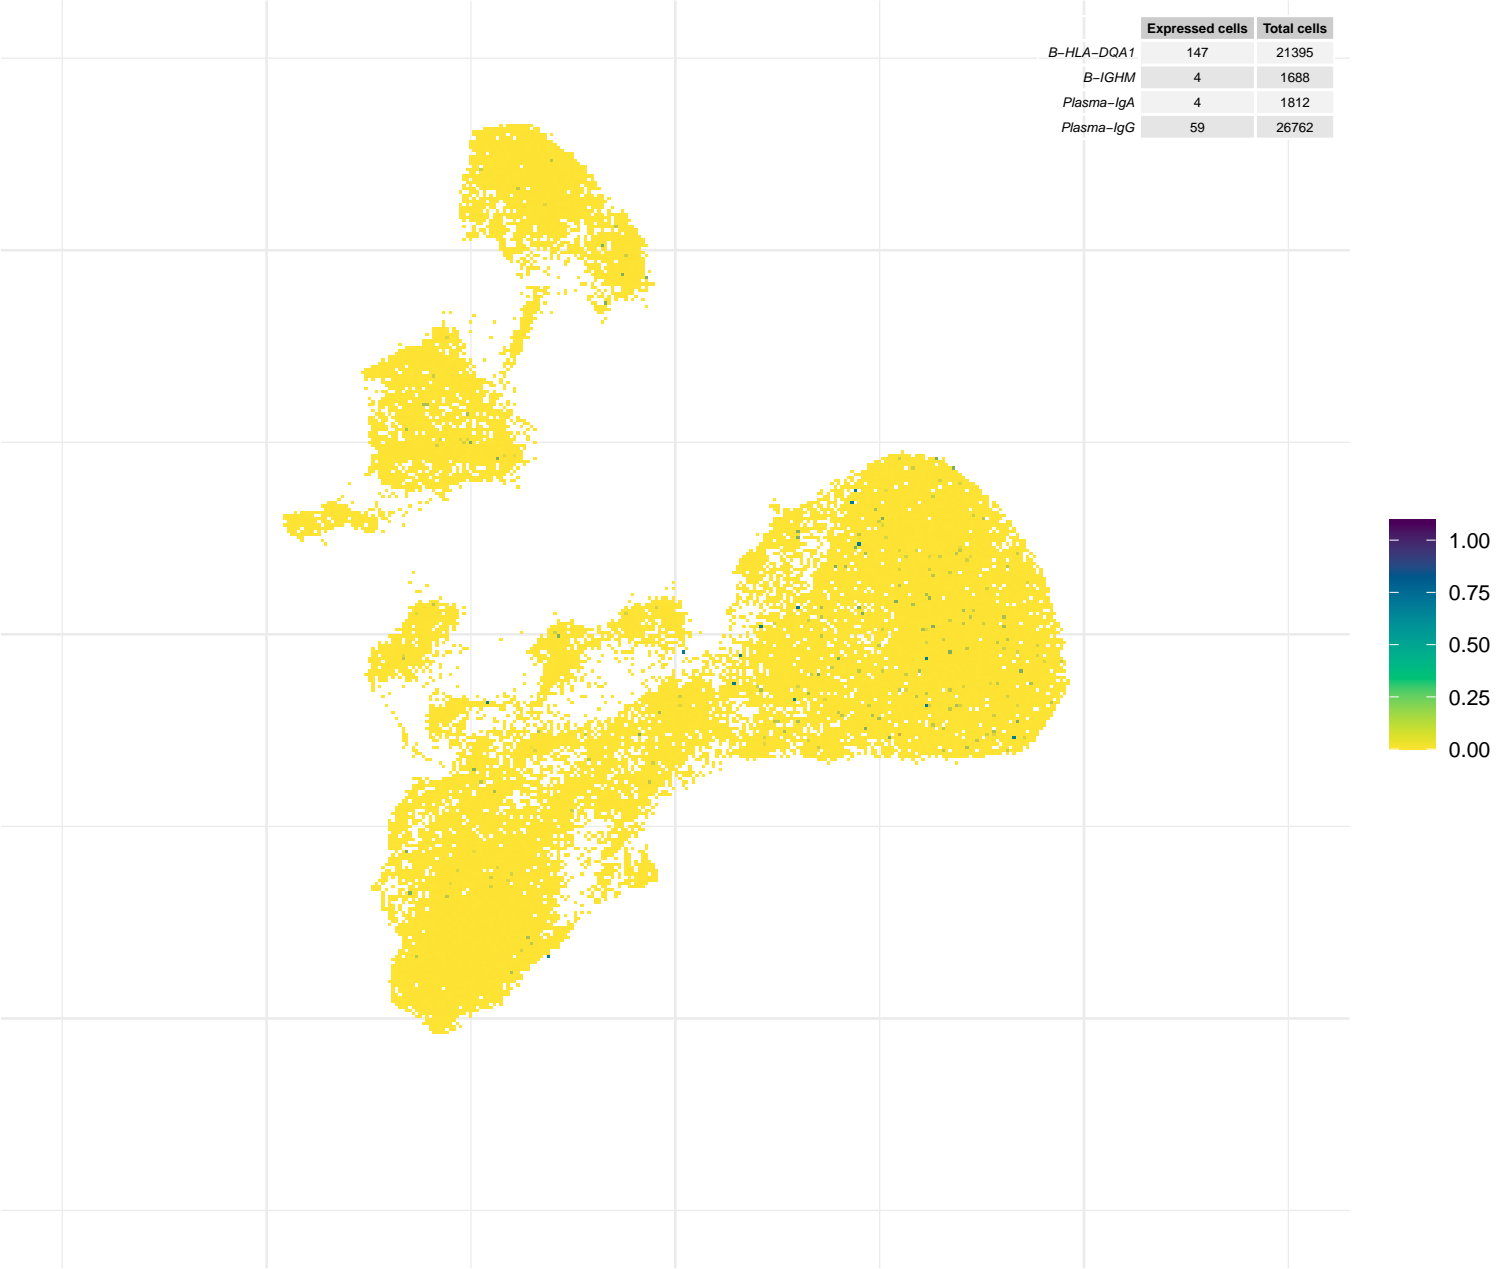 Expressed cells Total cells
B−HLA−DQA1 147 21395
B−IGHM 4 1688
Plasma−IgA 4 1812
Plasma−IgG 59 26762
1.00
0.75
0.50
0.25
0.00